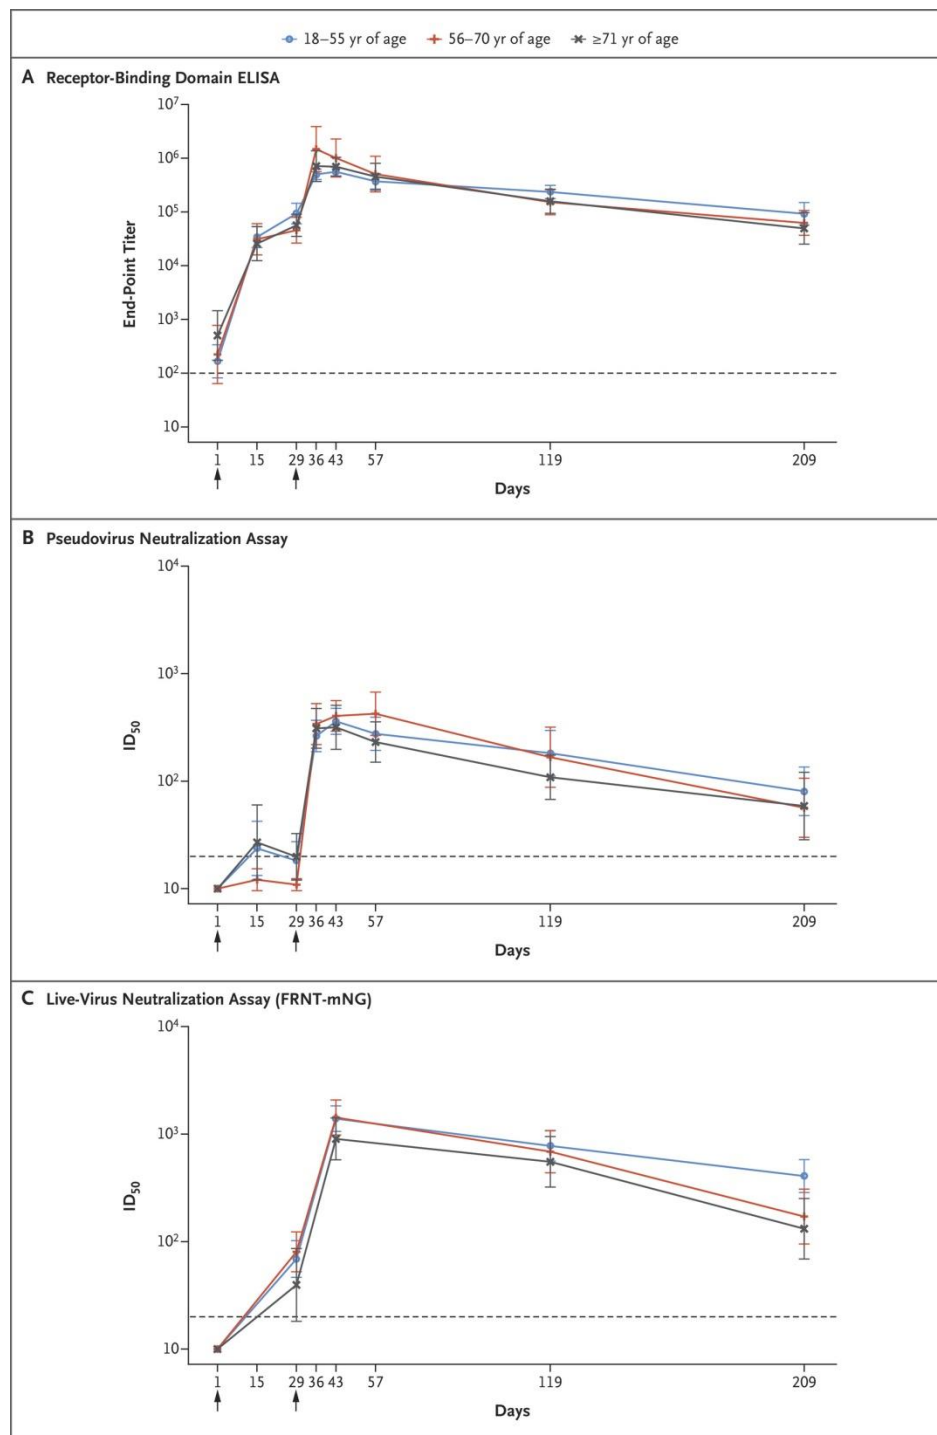 18–55 yr of age 56–70 yr of age ≥71 yr of age
A Receptor-Binding Domain ELISA
10⁷
10⁶
10⁵
10⁴
10³
10²
10
End-Point Titer
1 15 29 36 43 57 119 209
Days
B Pseudovirus Neutralization Assay
10⁴
10³
10²
10
ID₅₀
1 15 29 36 43 57 119 209
Days
C Live-Virus Neutralization Assay (FRNT-mNG)
10⁴
10³
10²
10
ID₅₀
1 15 29 36 43 57 119 209
Days